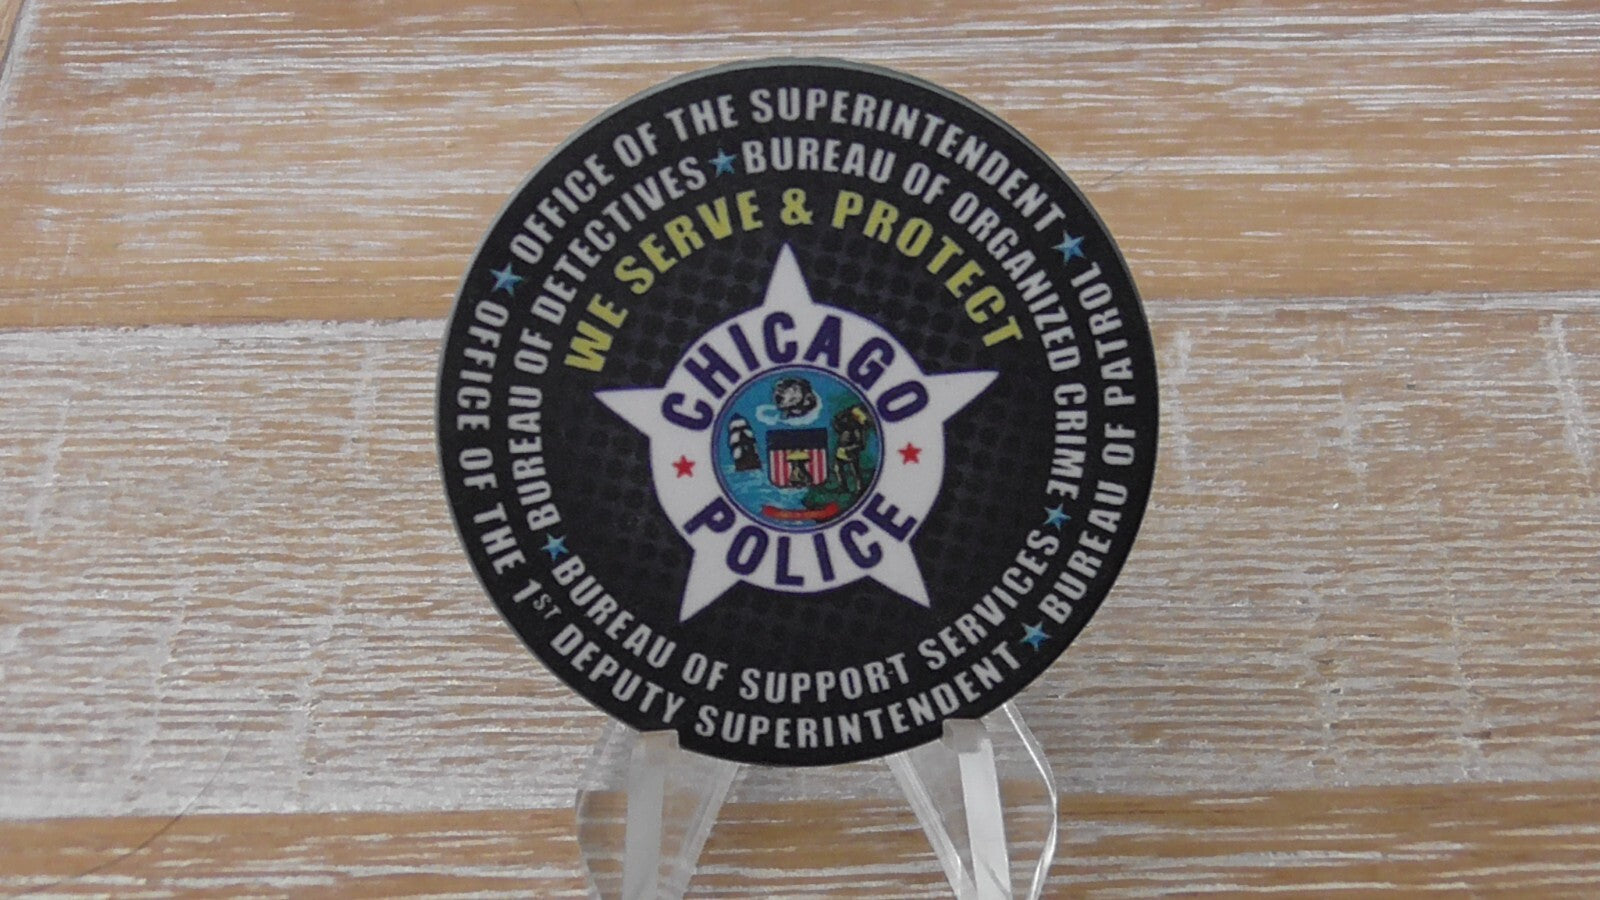 OFFICE OF THE SUPERINTENDENT ★ BUREAU OF PATROL ★
OFFICE OF THE 1ST DEPUTY SUPERINTENDENT ★
BUREAU OF DETECTIVES ★ BUREAU OF ORGANIZED CRIME ★
BUREAU OF SUPPORT SERVICES ★
WE SERVE & PROTECT
CHICAGO
POLICE